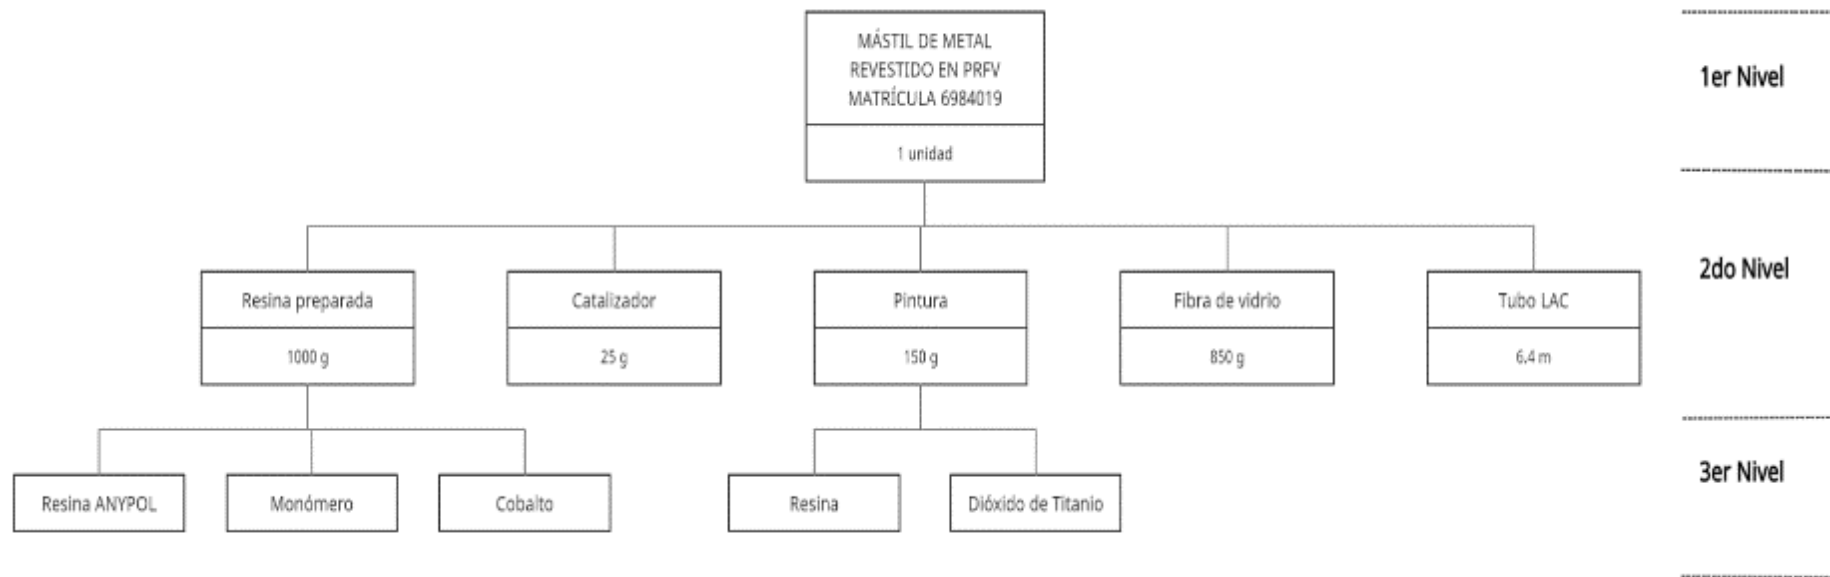 MÁSTIL DE METAL
REVESTIDO EN PRFV
MATRÍCULA 6984019
1 unidad
1er Nivel
Resina preparada
1000 g
Catalizador
25 g
Pintura
150 g
Fibra de vidrio
850 g
Tubo LAC
6.4 m
2do Nivel
Resina ANYPOL
Monómero
Cobalto
Resina
Dióxido de Titanio
3er Nivel